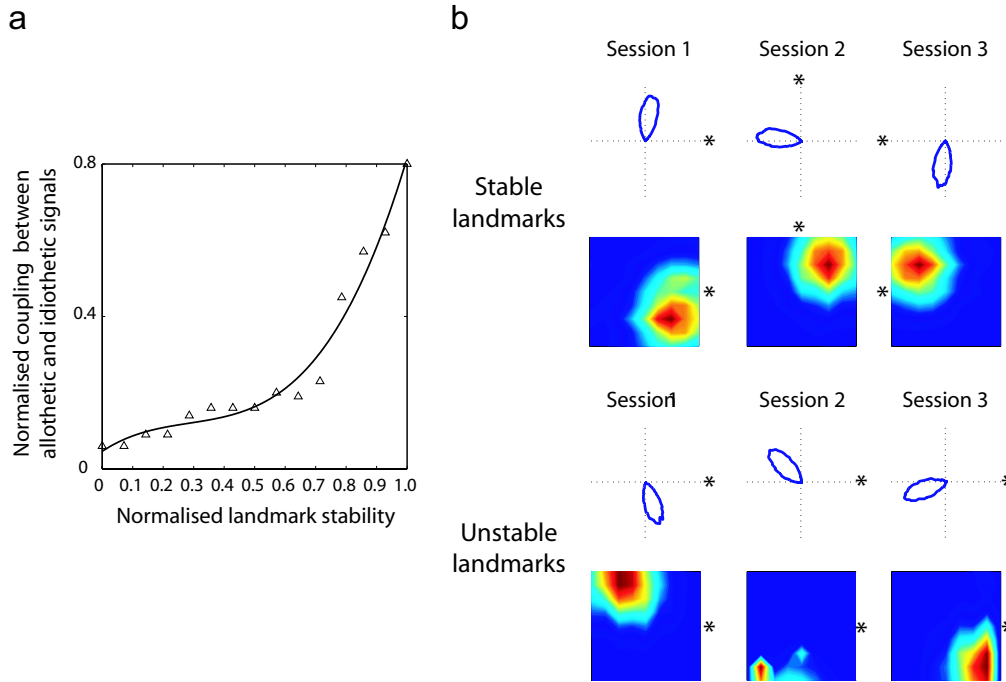 a
Normalised coupling between
allothetic and idiothetic signals
0.8
0.4
0
0 0.1 0.2 0.3 0.4 0.5 0.6 0.7 0.8 0.9 1.0
Normalised landmark stability
b
Session 1 Session 2 Session 3
*
* *
Stable
landmarks
*
* *
Session1 Session 2 Session 3
* * *
Unstable
landmarks
* * *